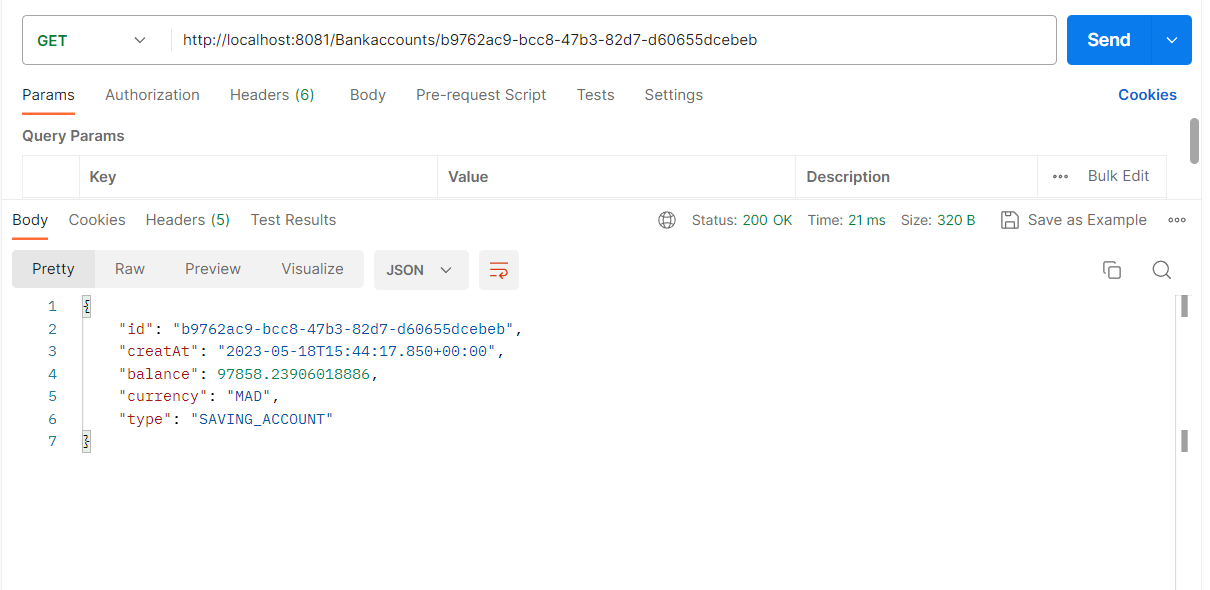 GET http://localhost:8081/Bankaccounts/b9762ac9-bcc8-47b3-82d7-d60655dcebeb Send
Params Authorization Headers (6) Body Pre-request Script Tests Settings Cookies
Query Params
Key Value Description Bulk Edit
Body Cookies Headers (5) Test Results Status: 200 OK Time: 21 ms Size: 320 B Save as Example
Pretty Raw Preview Visualize JSON
1 {
2 "id": "b9762ac9-bcc8-47b3-82d7-d60655dcebeb",
3 "creatAt": "2023-05-18T15:44:17.850+00:00",
4 "balance": 97858.23906018886,
5 "currency": "MAD",
6 "type": "SAVING_ACCOUNT"
7 }